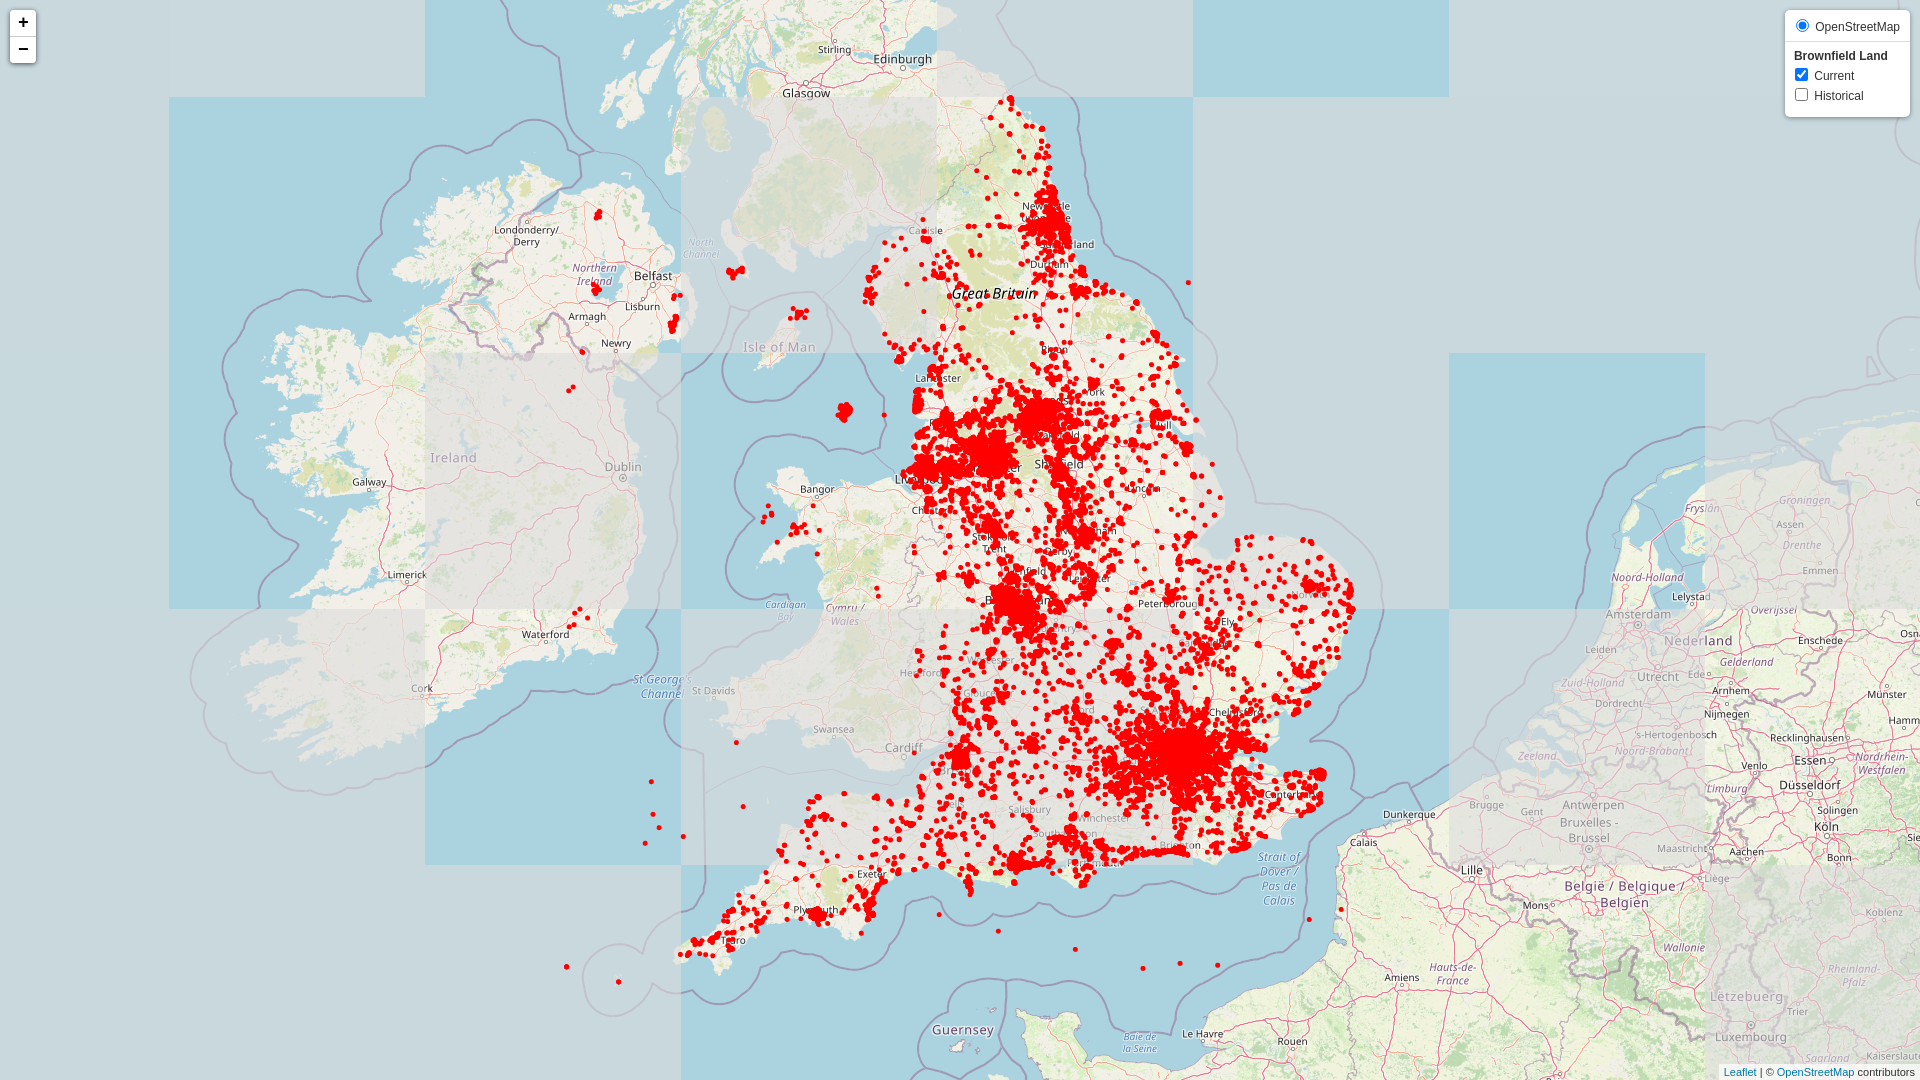 +
−
OpenStreetMap
Brownfield Land
Current
Historical
Stirling
Edinburgh
Glasgow
Londonderry/
Derry
North
Channel
Northern
Ireland
Belfast
Lisburn
Armagh
Newry
Isle of Man
Carlisle
Durham
Great Britain
Ripon
York
Ireland
Dublin
Galway
Bangor
Sheffield
Lincoln
Derby
Limerick
Peterborough
Ely
Cardigan
Bay
Cymru /
Wales
Waterford
Cork
St George's
Channel
St Davids
Worcester
Hereford
Swansea
Cardiff
Chelmsford
Canterbury
Salisbury
Winchester
Southampton
Portsmouth
Brighton
Exeter
Plymouth
Truro
Strait of
Dover /
Pas de
Calais
Guernsey
Baie de
la Seine
Le Havre
Rouen
Amiens
Hauts-de-
France
Dunkerque
Calais
Lille
Mons
België / Belgique /
Belgien
Brugge
Gent
Antwerpen
Bruxelles -
Brussel
Maastricht
Liège
Wallonie
Aachen
Bonn
Köln
Solingen
Düsseldorf
Essen
Limburg
Venlo
Recklinghausen
Nordrhein-
Westfalen
Zeeland
Noord-Brabant
's-Hertogenbosch
Dordrecht
Zuid-Holland
Nijmegen
Arnhem
Ede
Utrecht
Gelderland
Münster
Leiden
Nederland
Amsterdam
Enschede
Overijssel
Lelystad
Noord-Holland
Emmen
Drenthe
Assen
Groningen
Fryslân
Koblenz
Rheinland-
Pfalz
Lëtzebuerg
Trier
Luxembourg
Saarland
Kaiserslaute
Leaflet | © OpenStreetMap contributors